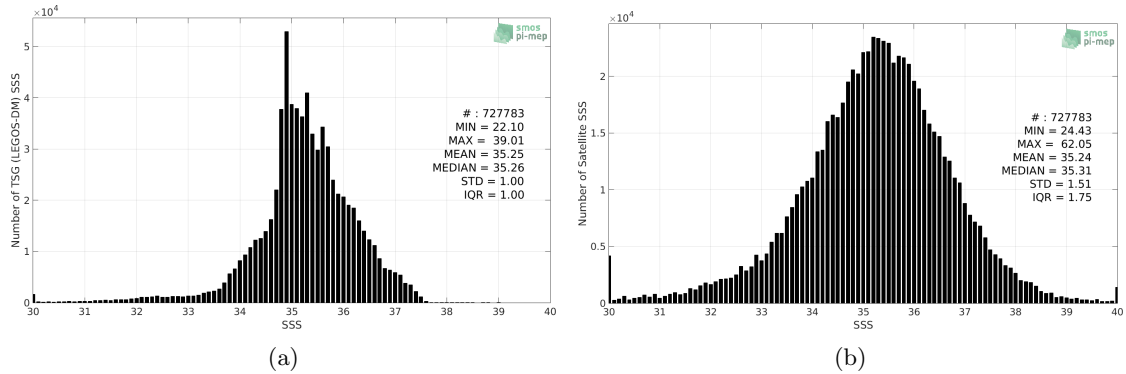 ×10⁴
5
4
3
2
1
0
Number of TSG (LEGOS-DM) SSS
30 31 32 33 34 35 36 37 38 39 40
SSS
smos
pi-mep
# : 727783
MIN = 22.10
MAX = 39.01
MEAN = 35.25
MEDIAN = 35.26
STD = 1.00
IQR = 1.00
(a)
×10⁴
2
1.5
1
0.5
0
Number of Satellite SSS
30 31 32 33 34 35 36 37 38 39 40
SSS
smos
pi-mep
# : 727783
MIN = 24.43
MAX = 62.05
MEAN = 35.24
MEDIAN = 35.31
STD = 1.51
IQR = 1.75
(b)